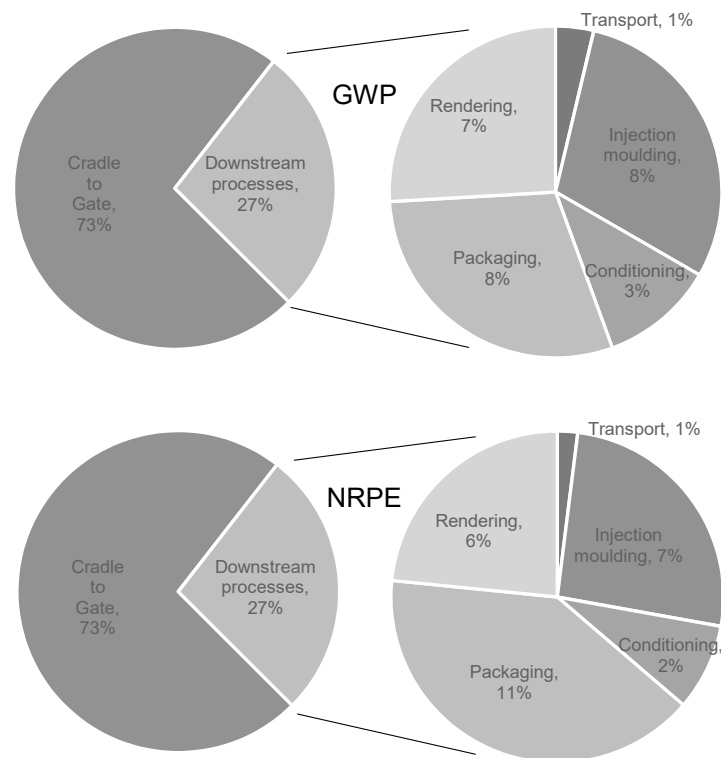 Transport, 1%
GWP
Rendering,
7%
Injection
moulding,
8%
Cradle
to
Gate,
73%
Downstream
processes,
27%
Packaging,
8%
Conditioning,
3%
Transport, 1%
NRPE
Rendering,
6%
Injection
moulding, 7%
Cradle
to
Gate,
73%
Downstream
processes,
27%
Conditioning,
2%
Packaging,
11%